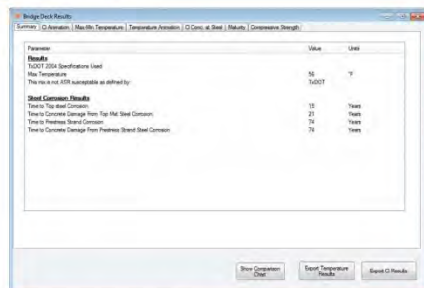 Bridge Deck Results
Summary Cl Animation Max-Min Temperature Temperature Animation Cl Conc. at Steel Maturity Compressive Strength
Parameter Value Units
Results
TxDOT 2004 Specifications Used
Max Temperature 56 °F
This mix is not ASR susceptible as defined by: TxDOT
Steel Corrosion Results
Time to Top steel Corrosion 15 Years
Time to Concrete Damage From Top Mat Steel Corrosion 21 Years
Time to Prestress Strand Corrosion 74 Years
Time to Concrete Damage From Prestress Strand Steel Corrosion 74 Years
Show Comparison Chart
Export Temperature Results
Export Cl Results